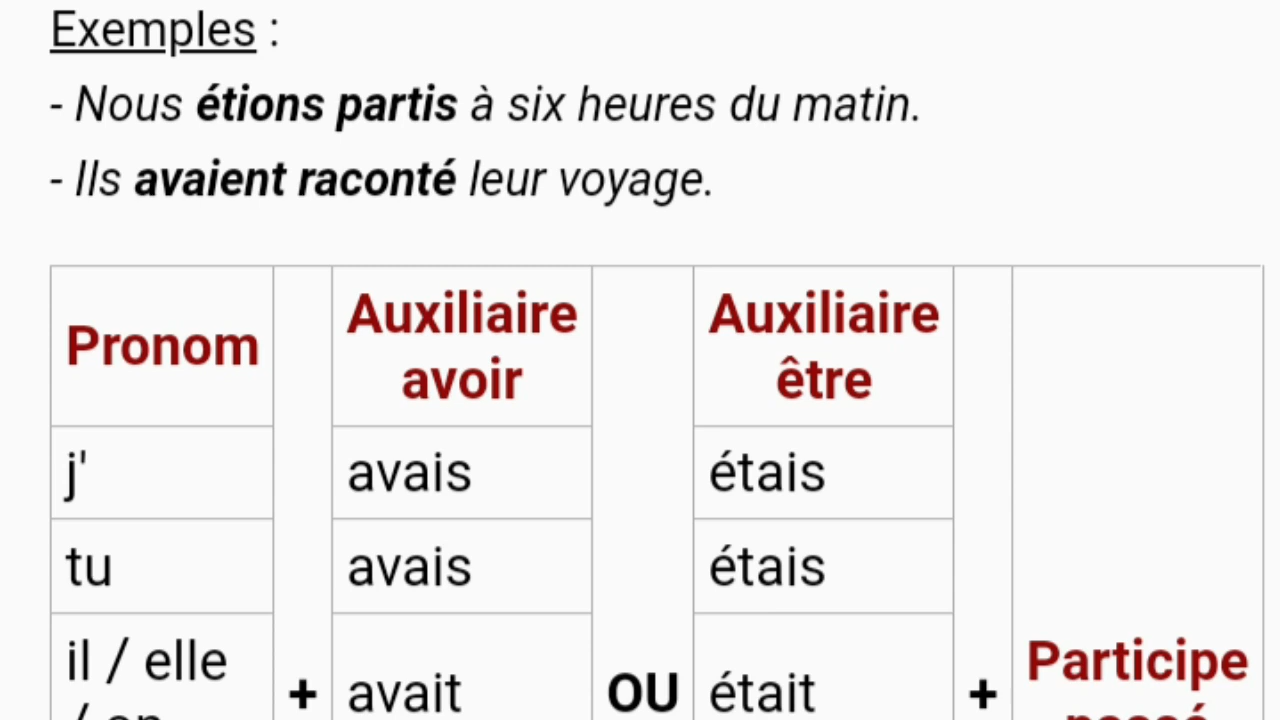 Exemples :
- Nous étions partis à six heures du matin.
- Ils avaient raconté leur voyage.
Pronom
Auxiliaire avoir
Auxiliaire être
j' avais étais
tu avais étais
il / elle
+ avait OU était + Participe